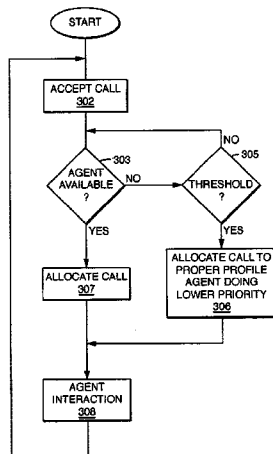 START
ACCEPT CALL
302
303
AGENT
AVAILABLE
?
NO
YES
NO
305
THRESHOLD
?
YES
ALLOCATE CALL
307
ALLOCATE CALL TO
PROPER PROFILE
AGENT DOING
LOWER PRIORITY
306
AGENT
INTERACTION
308